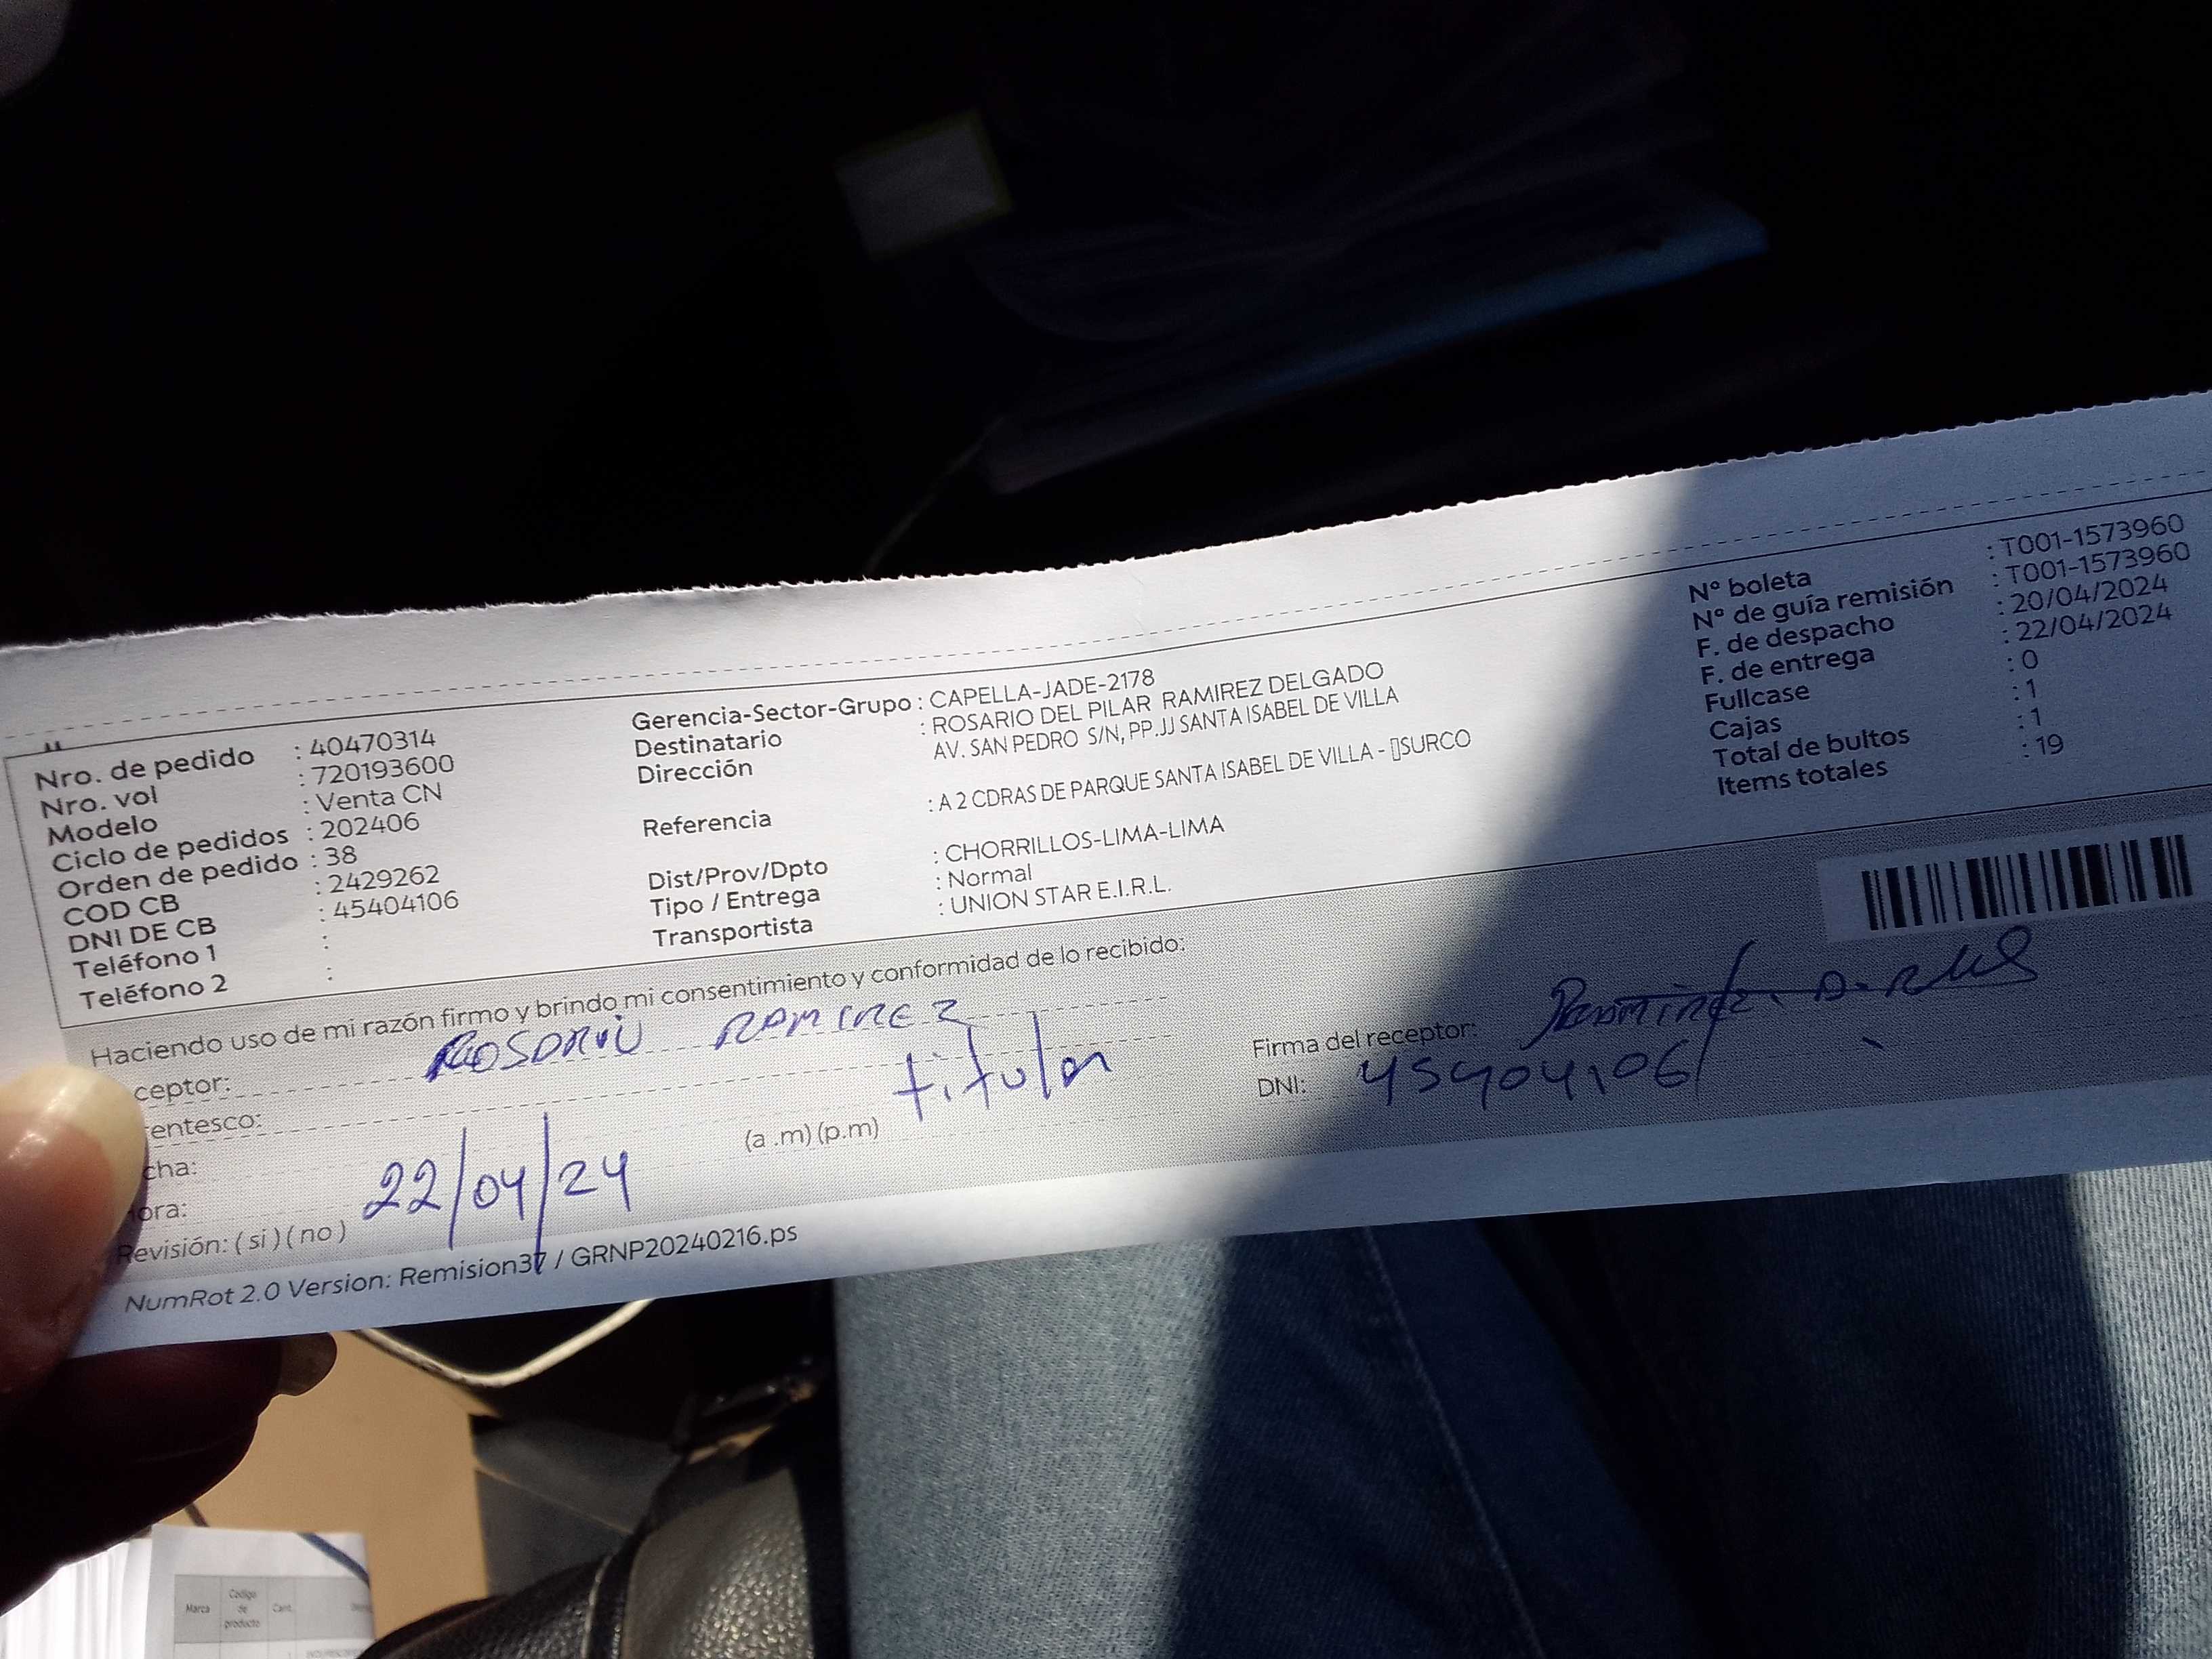 Nro. de pedido : 40470314
Nro. vol : 720193600
Modelo : Venta CN
Ciclo de pedidos : 202406
Orden de pedido : 38
COD CB : 2429262
DNI DE CB : 45404106
Teléfono 1 :
Teléfono 2 :
Gerencia-Sector-Grupo : CAPELLA-JADE-2178
Destinatario : ROSARIO DEL PILAR RAMIREZ DELGADO
Dirección AV. SAN PEDRO S/N, PP.JJ SANTA ISABEL DE VILLA
Referencia : A 2 CDRAS DE PARQUE SANTA ISABEL DE VILLA - ▯SURCO
Dist/Prov/Dpto : CHORRILLOS-LIMA-LIMA
Tipo / Entrega : Normal
Transportista : UNION STAR E.I.R.L.
N° boleta : T001-1573960
N° de guía remisión : T001-1573960
F. de despacho : 20/04/2024
F. de entrega : 22/04/2024
Fullcase : 0
Cajas : 1
Total de bultos : 1
Items totales : 19
Haciendo uso de mi razón firmo y brindo mi consentimiento y conformidad de lo recibido:
ceptor: ROSARIO RAMIREZ
entesco: titular
cha: 22/04/24
ora: (a .m) (p.m)
Revisión: ( si ) ( no )
Firma del receptor:
DNI: 45404106
NumRot 2.0 Version: Remision37 / GRNP20240216.ps
Marca
Codigo de producto
Cant.